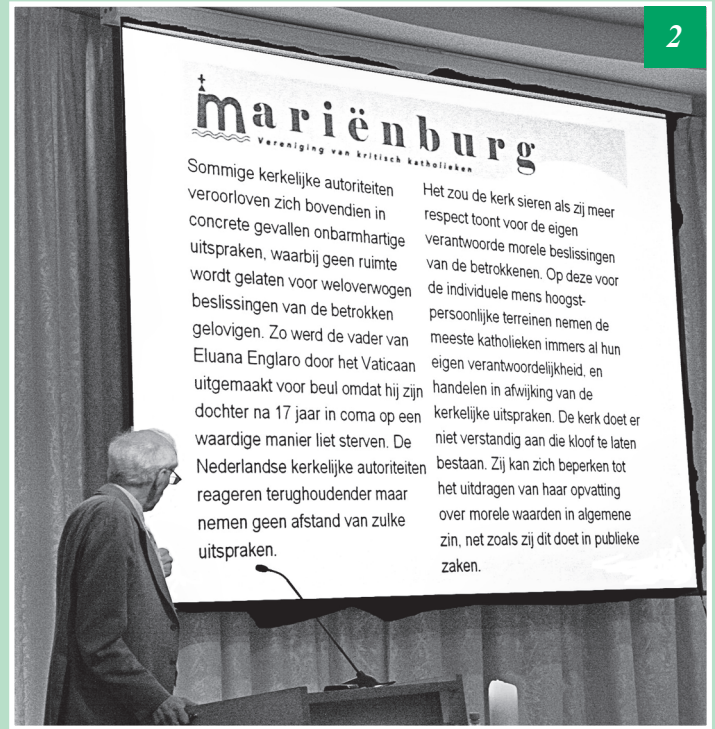 2
mariënburg
Vereniging van kritisch katholieken
Sommige kerkelijke autoriteiten
veroorloven zich bovendien in
concrete gevallen onbarmhartige
uitspraken, waarbij geen ruimte
wordt gelaten voor weloverwogen
beslissingen van de betrokken
gelovigen. Zo werd de vader van
Eluana Englaro door het Vaticaan
uitgemaakt voor beul omdat hij zijn
dochter na 17 jaar in coma op een
waardige manier liet sterven. De
Nederlandse kerkelijke autoriteiten
reageren terughoudender maar
nemen geen afstand van zulke
uitspraken.
Het zou de kerk sieren als zij meer
respect toont voor de eigen
verantwoorde morele beslissingen
van de betrokkenen. Op deze voor
de individuele mens hoogst-
persoonlijke terreinen nemen de
meeste katholieken immers al hun
eigen verantwoordelijkheid, en
handelen in afwijking van de
kerkelijke uitspraken. De kerk doet er
niet verstandig aan die kloof te laten
bestaan. Zij kan zich beperken tot
het uitdragen van haar opvatting
over morele waarden in algemene
zin, net zoals zij dit doet in publieke
zaken.